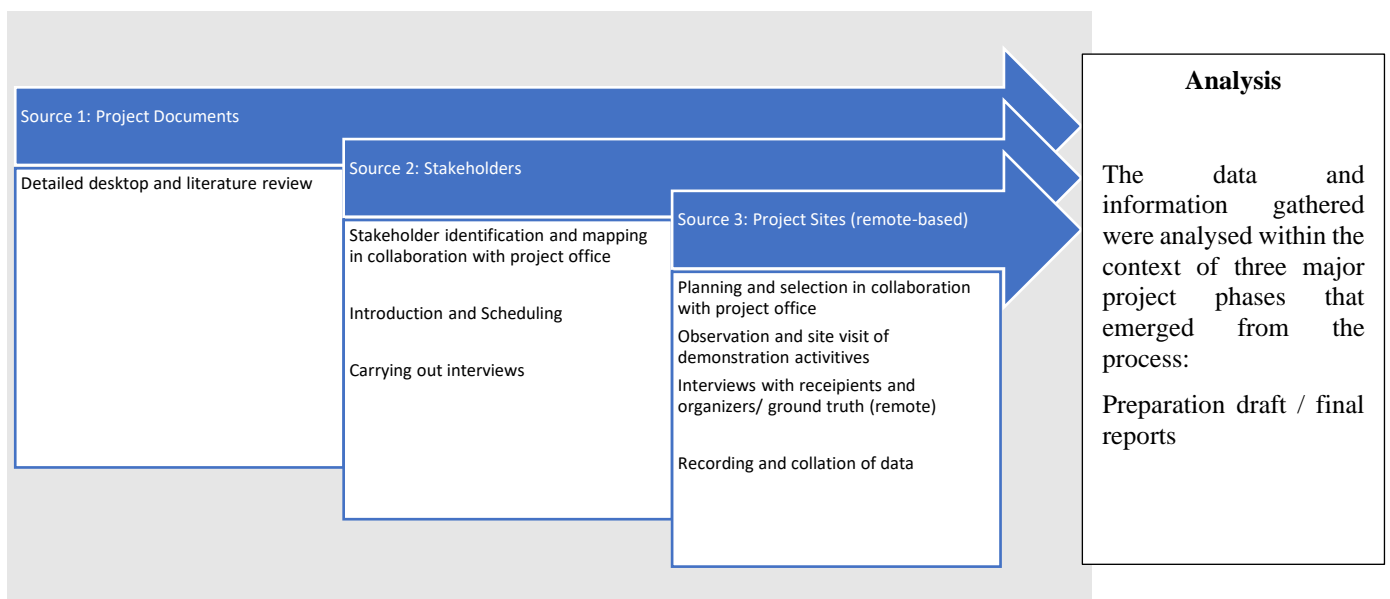 Source 1: Project Documents
Detailed desktop and literature review
Source 2: Stakeholders
Stakeholder identification and mapping
in collaboration with project office
Introduction and Scheduling
Carrying out interviews
Source 3: Project Sites (remote-based)
Planning and selection in collaboration
with project office
Observation and site visit of
demonstration activitives
Interviews with receipients and
organizers/ ground truth (remote)
Recording and collation of data
Analysis
The data and
information gathered
were analysed within the
context of three major
project phases that
emerged from the
process:
Preparation draft / final
reports